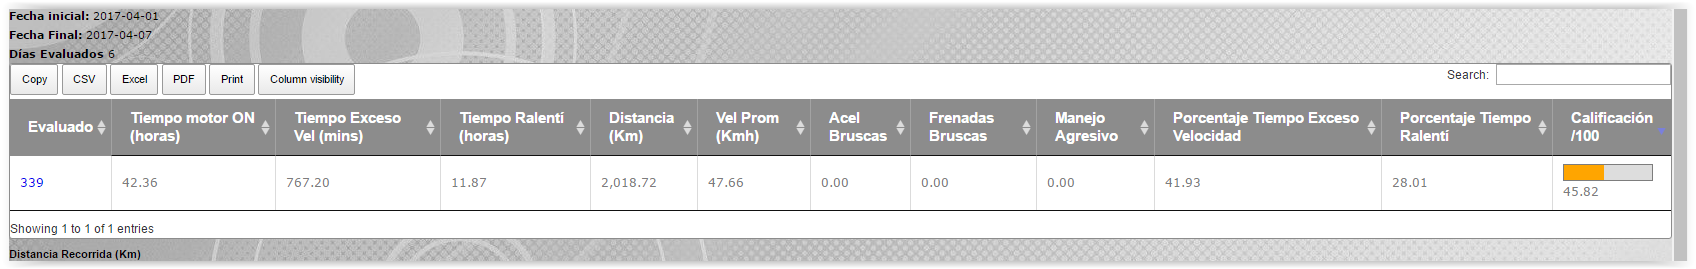 Fecha inicial: 2017-04-01
Fecha Final: 2017-04-07
Días Evaluados 6
Copy CSV Excel PDF Print Column visibility Search:
Evaluado Tiempo motor ON (horas) Tiempo Exceso Vel (mins) Tiempo Ralentí (horas) Distancia (Km) Vel Prom (Kmh) Acel Bruscas Frenadas Bruscas Manejo Agresivo Porcentaje Tiempo Exceso Velocidad Porcentaje Tiempo Ralentí Calificación /100
339 42.36 767.20 11.87 2,018.72 47.66 0.00 0.00 0.00 41.93 28.01 45.82
Showing 1 to 1 of 1 entries
Distancia Recorrida (Km)